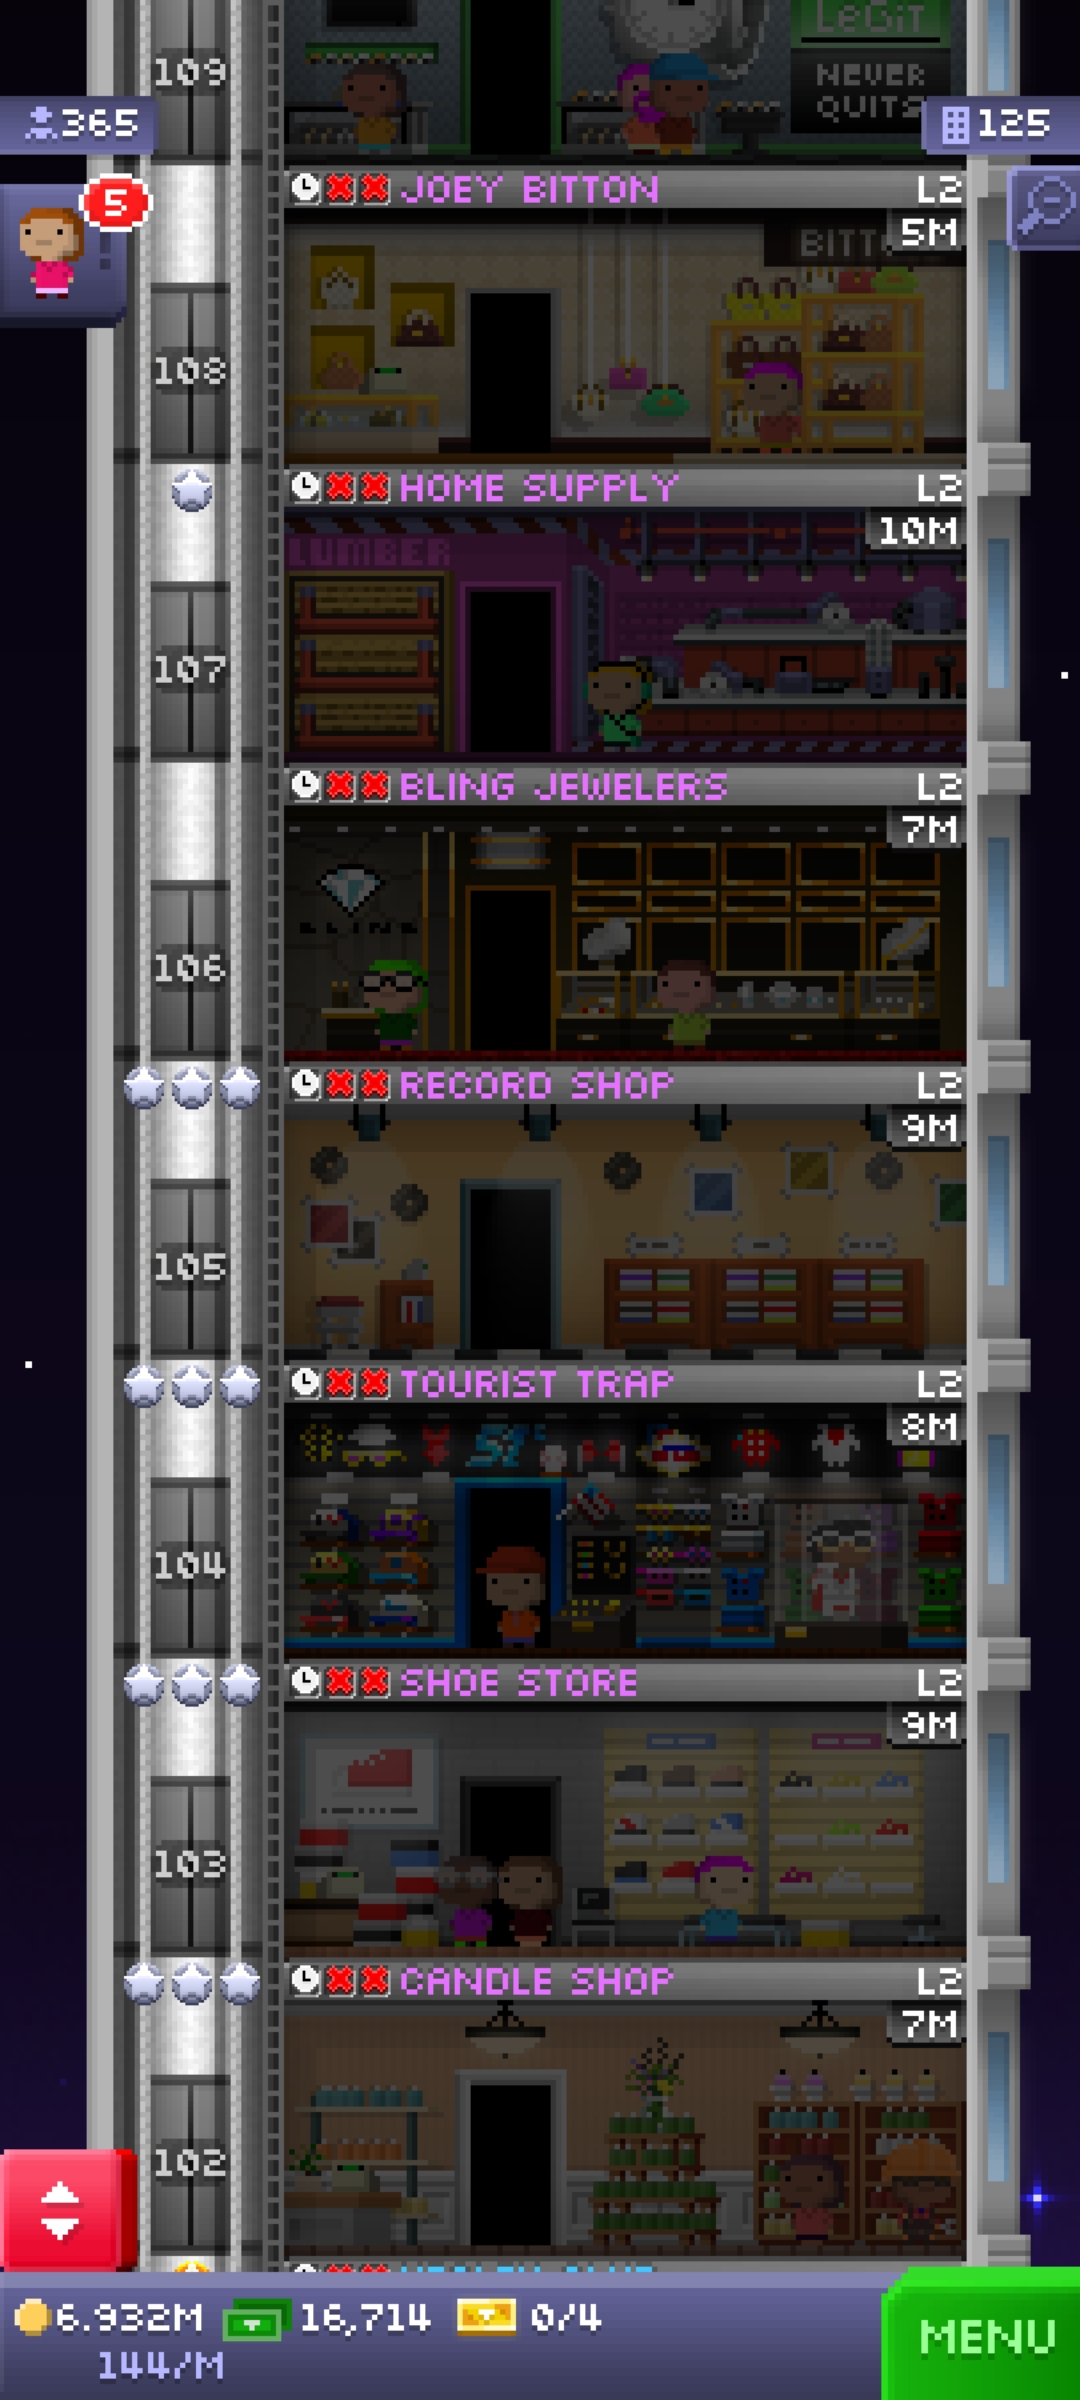 LeGiT
109
NEVER
QUITS
365
125
5
JOEY BITTON
L2
5M
108
HOME SUPPLY
L2
10M
LUMBER
107
BLING JEWELERS
L2
7M
BLING
106
RECORD SHOP
L2
9M
105
TOURIST TRAP
L2
8M
104
SHOE STORE
L2
9M
103
CANDLE SHOP
L2
7M
102
6.932M
16,714
0/4
144/M
MENU